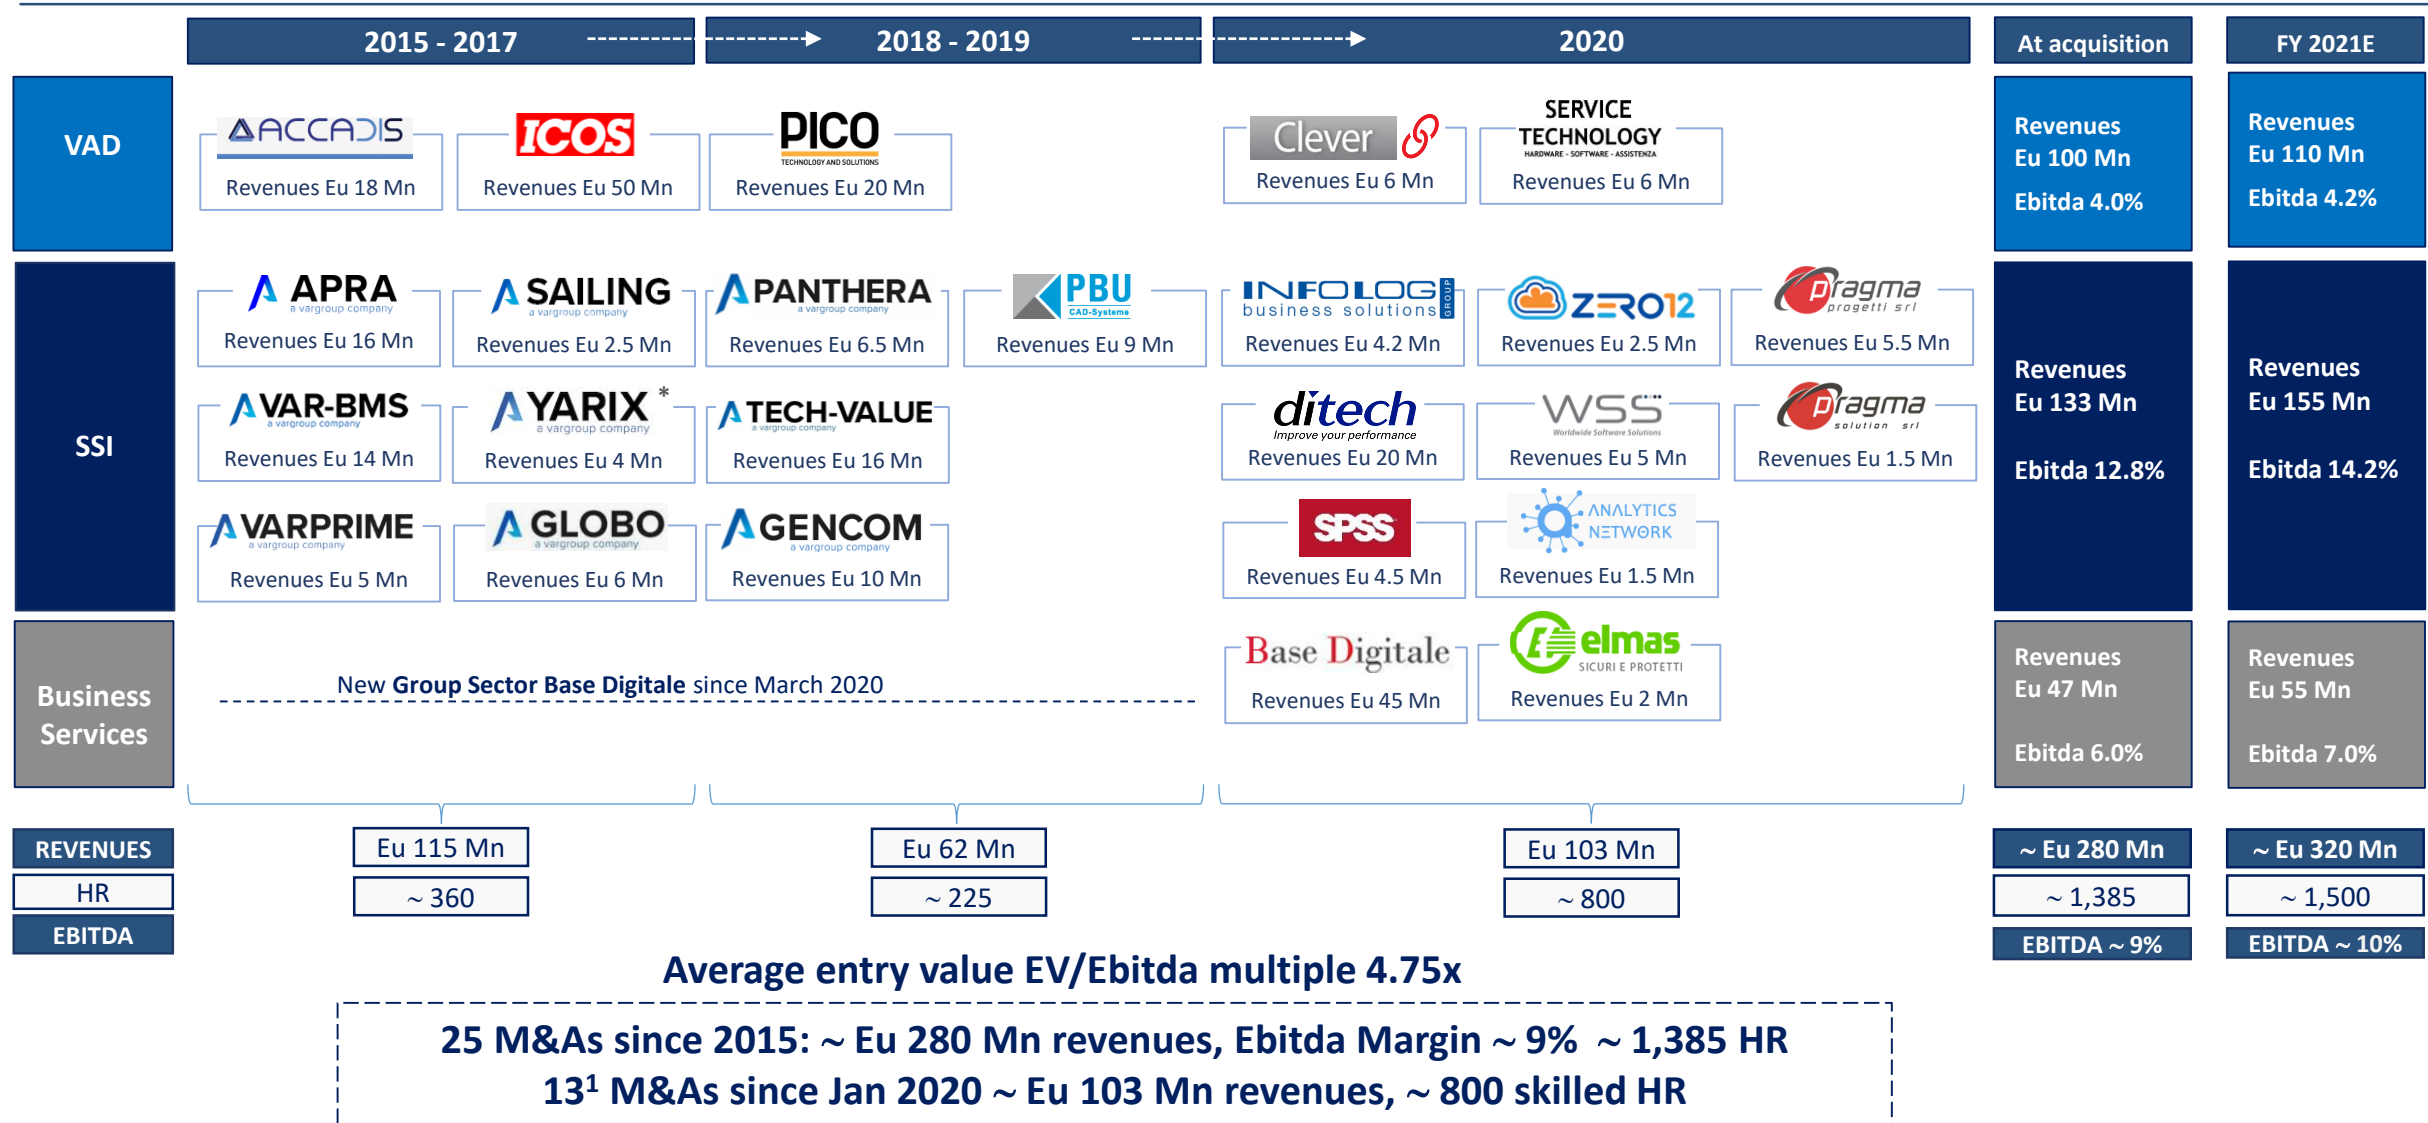 2015 - 2017
2018 - 2019
2020
At acquisition
FY 2021E
VAD
ACCADIS
Revenues Eu 18 Mn
ICOS
Revenues Eu 50 Mn
PICO
TECHNOLOGY AND SOLUTIONS
Revenues Eu 20 Mn
Clever
Revenues Eu 6 Mn
SERVICE
TECHNOLOGY
HARDWARE - SOFTWARE - ASSISTENZA
Revenues Eu 6 Mn
Revenues
Eu 100 Mn
Ebitda 4.0%
Revenues
Eu 110 Mn
Ebitda 4.2%
SSI
APRA
a vargroup company
Revenues Eu 16 Mn
SAILING
a vargroup company
Revenues Eu 2.5 Mn
PANTHERA
a vargroup company
Revenues Eu 6.5 Mn
PBU
CAD-Systeme
Revenues Eu 9 Mn
INFOLOG GROUP
business solutions
Revenues Eu 4.2 Mn
ZERO12
Revenues Eu 2.5 Mn
pragma
progetti srl
Revenues Eu 5.5 Mn
VAR-BMS
a vargroup company
Revenues Eu 14 Mn
YARIX *
a vargroup company
Revenues Eu 4 Mn
TECH-VALUE
a vargroup company
Revenues Eu 16 Mn
ditech
Improve your performance
Revenues Eu 20 Mn
WSS
Worldwide Software Solutions
Revenues Eu 5 Mn
pragma
solution srl
Revenues Eu 1.5 Mn
VARPRIME
a vargroup company
Revenues Eu 5 Mn
GLOBO
a vargroup company
Revenues Eu 6 Mn
GENCOM
a vargroup company
Revenues Eu 10 Mn
SPSS
Revenues Eu 4.5 Mn
ANALYTICS
NETWORK
Revenues Eu 1.5 Mn
Revenues
Eu 133 Mn
Ebitda 12.8%
Revenues
Eu 155 Mn
Ebitda 14.2%
Business
Services
New Group Sector Base Digitale since March 2020
Base Digitale
Revenues Eu 45 Mn
elmas
SICURI E PROTETTI
Revenues Eu 2 Mn
Revenues
Eu 47 Mn
Ebitda 6.0%
Revenues
Eu 55 Mn
Ebitda 7.0%
REVENUES
Eu 115 Mn
Eu 62 Mn
Eu 103 Mn
~ Eu 280 Mn
~ Eu 320 Mn
HR
~ 360
~ 225
~ 800
~ 1,385
~ 1,500
EBITDA
EBITDA ~ 9%
EBITDA ~ 10%
Average entry value EV/Ebitda multiple 4.75x
25 M&As since 2015: ~ Eu 280 Mn revenues, Ebitda Margin ~ 9% ~ 1,385 HR
13¹ M&As since Jan 2020 ~ Eu 103 Mn revenues, ~ 800 skilled HR